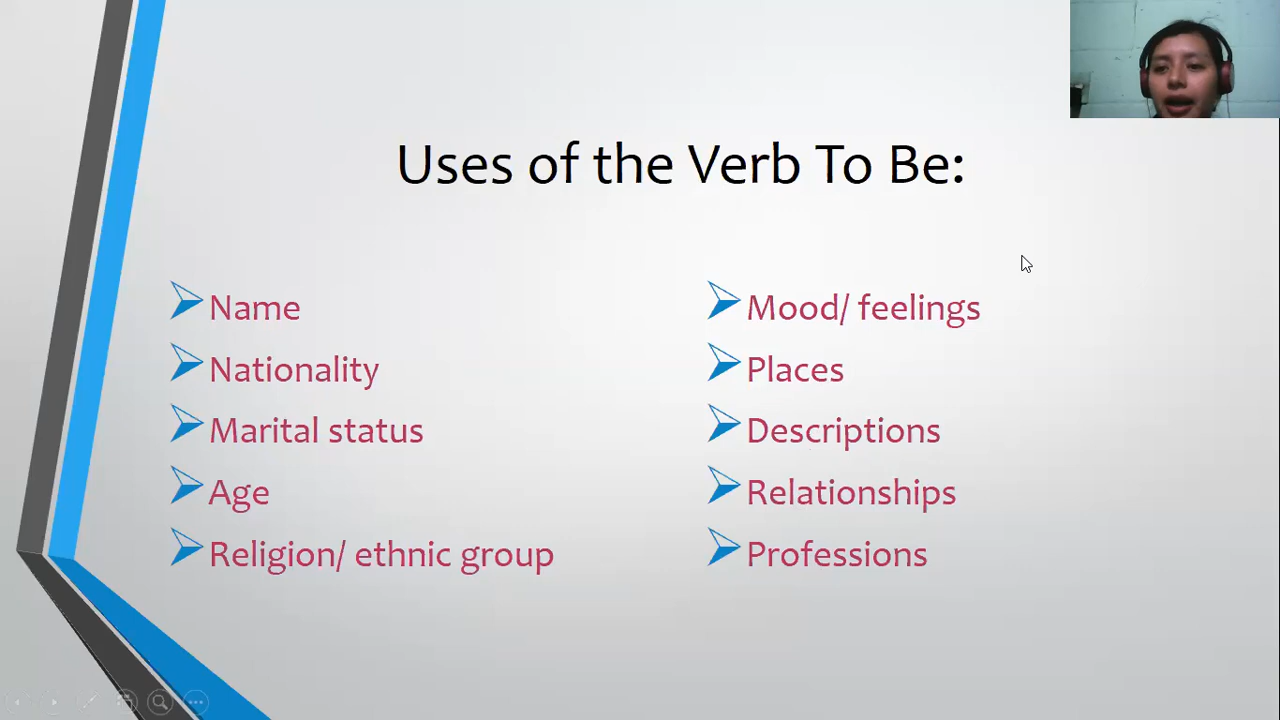 Uses of the Verb To Be:
Name
Nationality
Marital status
Age
Religion/ ethnic group
Mood/ feelings
Places
Descriptions
Relationships
Professions